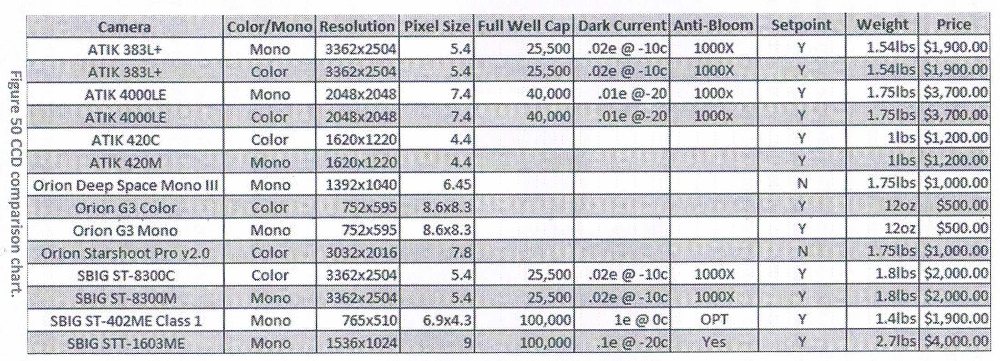 Camera Color/Mono Resolution Pixel Size Full Well Cap Dark Current Anti-Bloom Setpoint Weight Price
ATIK 383L+ Mono 3362x2504 5.4 25,500 .02e @ -10c 1000X Y 1.54lbs $1,900.00
ATIK 383L+ Color 3362x2504 5.4 25,500 .02e @ -10c 1000X Y 1.54lbs $1,900.00
ATIK 4000LE Mono 2048x2048 7.4 40,000 .01e @-20 1000x Y 1.75lbs $3,700.00
ATIK 4000LE Color 2048x2048 7.4 40,000 .01e @-20 1000x Y 1.75lbs $3,700.00
ATIK 420C Color 1620x1220 4.4 Y 1lbs $1,200.00
ATIK 420M Mono 1620x1220 4.4 Y 1lbs $1,200.00
Orion Deep Space Mono III Mono 1392x1040 6.45 N 1.75lbs $1,000.00
Orion G3 Color Color 752x595 8.6x8.3 Y 12oz $500.00
Orion G3 Mono Mono 752x595 8.6x8.3 Y 12oz $500.00
Orion Starshoot Pro v2.0 Color 3032x2016 7.8 N 1.75lbs $1,000.00
SBIG ST-8300C Color 3362x2504 5.4 25,500 .02e @ -10c 1000X Y 1.8lbs $2,000.00
SBIG ST-8300M Mono 3362x2504 5.4 25,500 .02e @ -10c 1000X Y 1.8lbs $2,000.00
SBIG ST-402ME Class 1 Mono 765x510 6.9x4.3 100,000 1e @ 0c OPT Y 1.4lbs $1,900.00
SBIG STT-1603ME Mono 1536x1024 9 100,000 .1e @ -20c Yes Y 2.7lbs $4,000.00
Figure 50 CCD comparison chart.